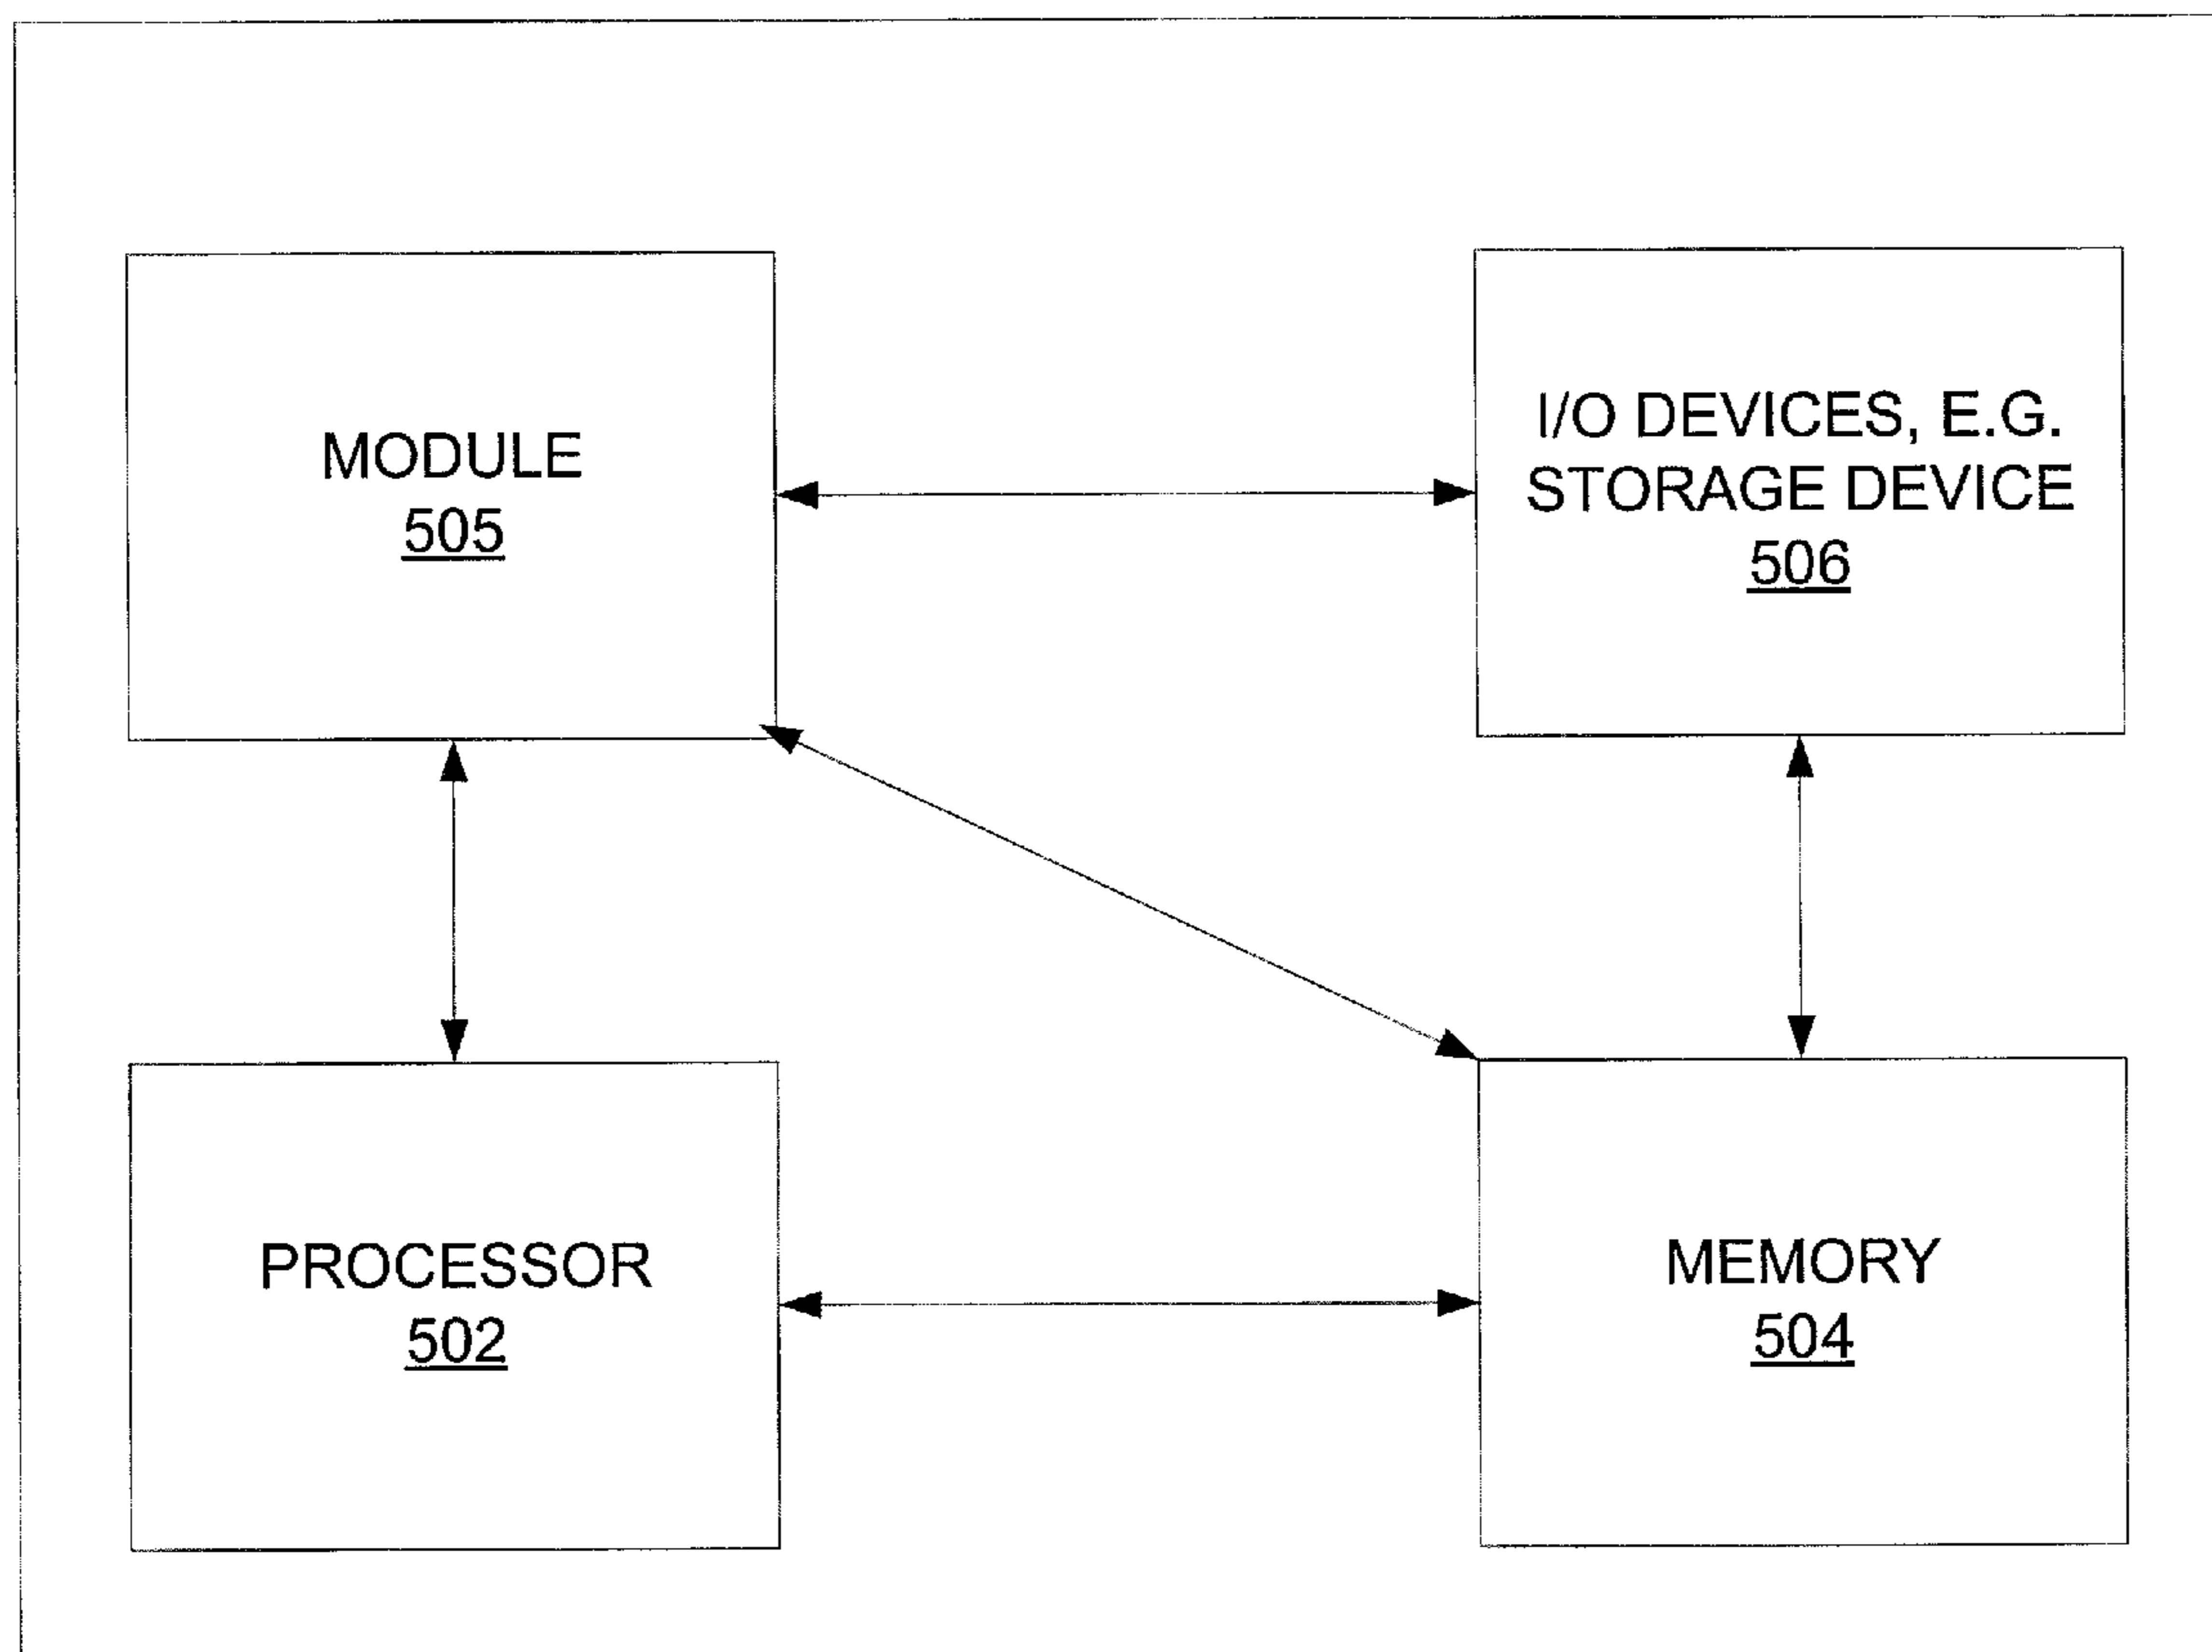 MODULE
505
I/O DEVICES, E.G.
STORAGE DEVICE
506
PROCESSOR
502
MEMORY
504